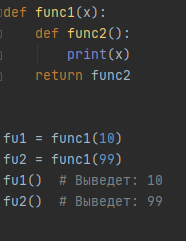 def func1(x):
    def func2():
        print(x)
    return func2
fu1 = func1(10)
fu2 = func1(99)
fu1()  # Выведет: 10
fu2()  # Выведет: 99